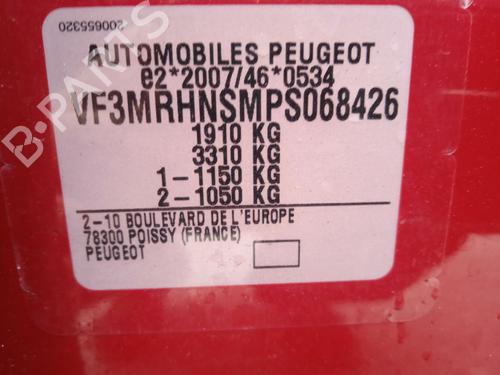 200655320
AUTOMOBILES PEUGEOT
e2*2007/46*0534
VF3MRHNSMPS068426
1910 KG
3310 KG
1-1150 KG
2-1050 KG
2-10 BOULEVARD DE L'EUROPE
78300 POISSY (FRANCE)
PEUGEOT
B-PARTS